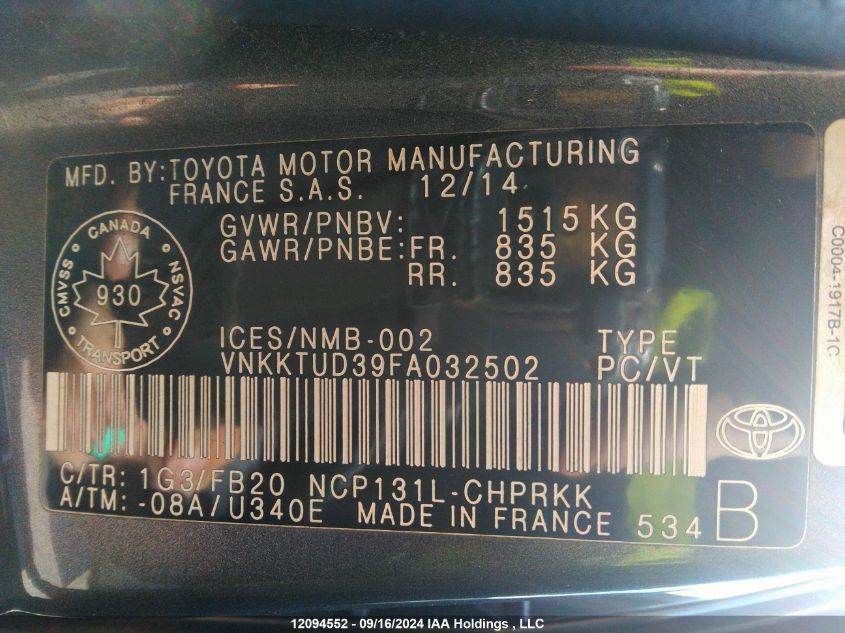 MFD. BY:TOYOTA MOTOR MANUFACTURING
FRANCE S.A.S. 12/14
GVWR/PNBV: 1515 KG
GAWR/PNBE:FR. 835 KG
RR. 835 KG
CANADA
CMVSS NSVAC
930
TRANSPORT
ICES/NMB-002 TYPE
VNKKTUD39FA032502 PC/VT
C/TR: 1G3/FB20 NCP131L-CHPRKK
A/TM: -08A/U340E MADE IN FRANCE 534 B
C0004-1917B-1C
12094552 - 09/16/2024 IAA Holdings , LLC